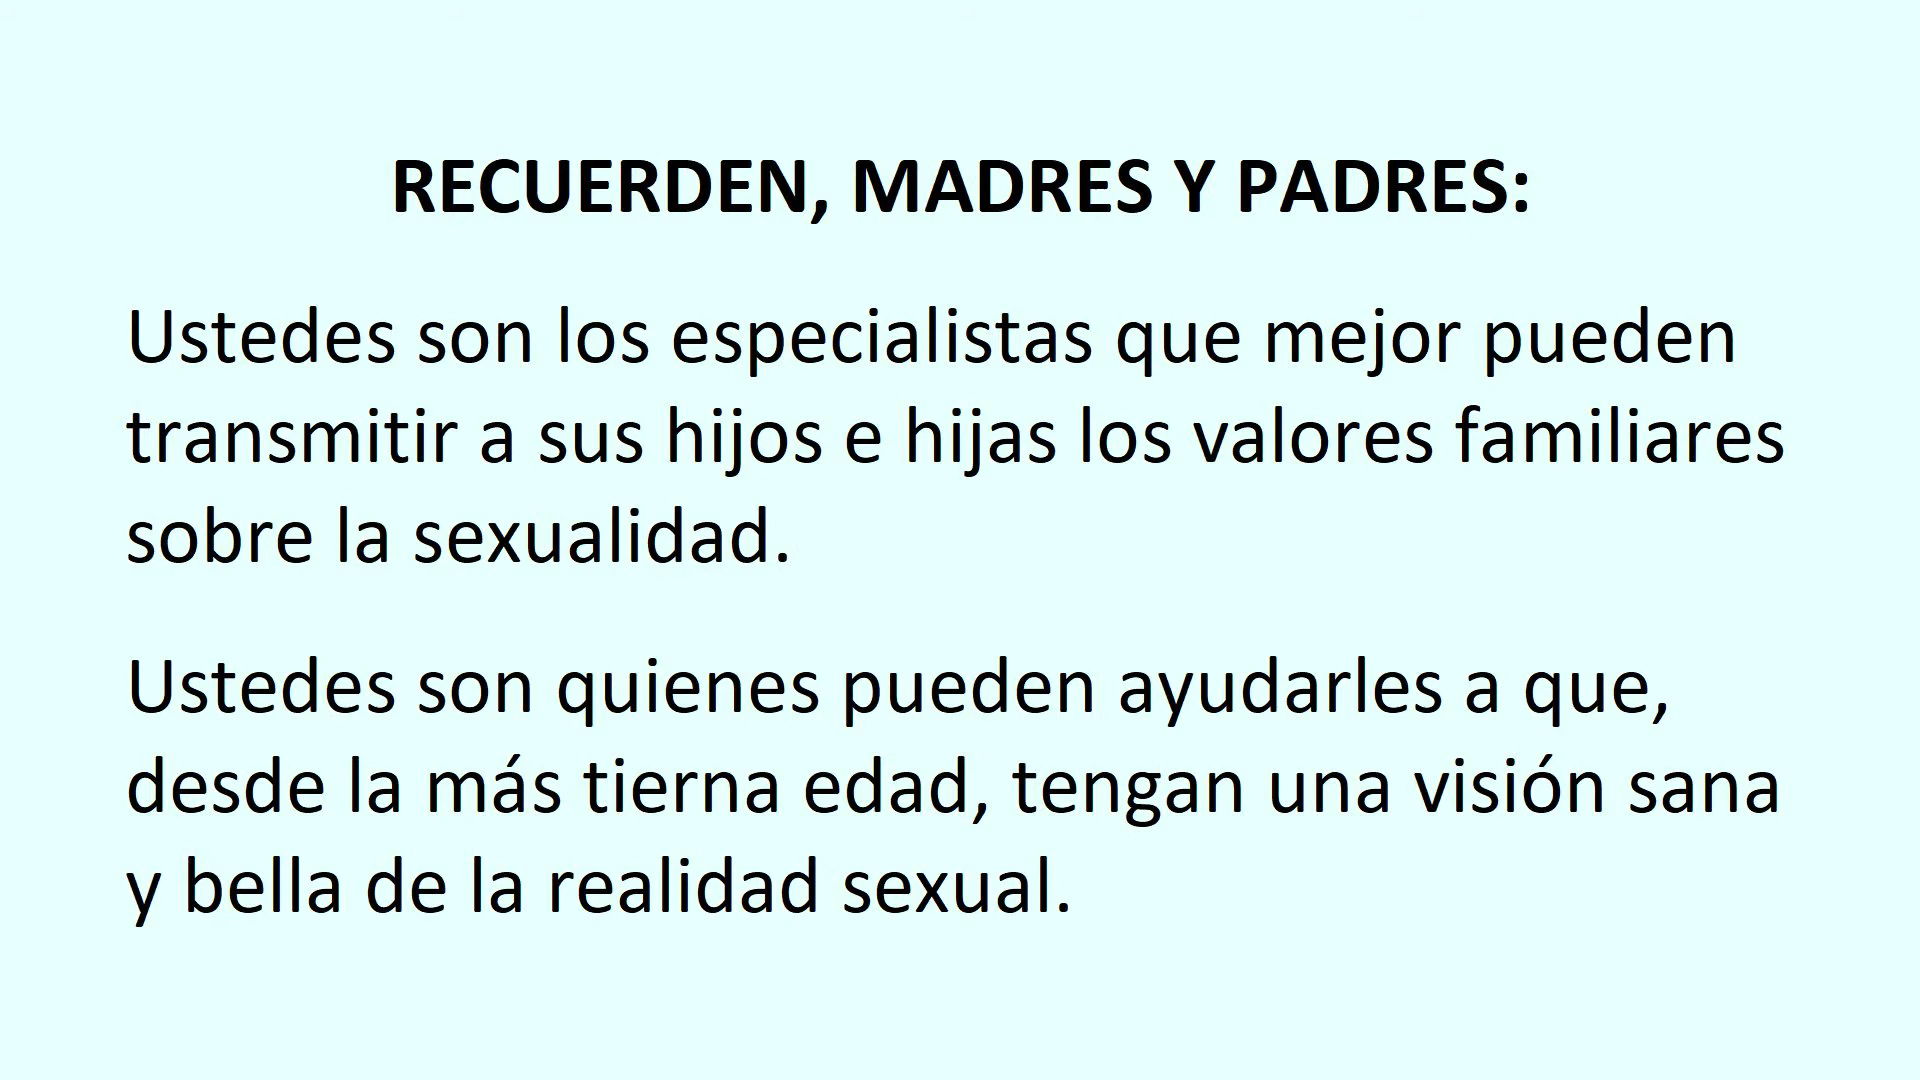 RECUERDEN, MADRES Y PADRES:
Ustedes son los especialistas que mejor pueden
transmitir a sus hijos e hijas los valores familiares
sobre la sexualidad.
Ustedes son quienes pueden ayudarles a que,
desde la más tierna edad, tengan una visión sana
y bella de la realidad sexual.